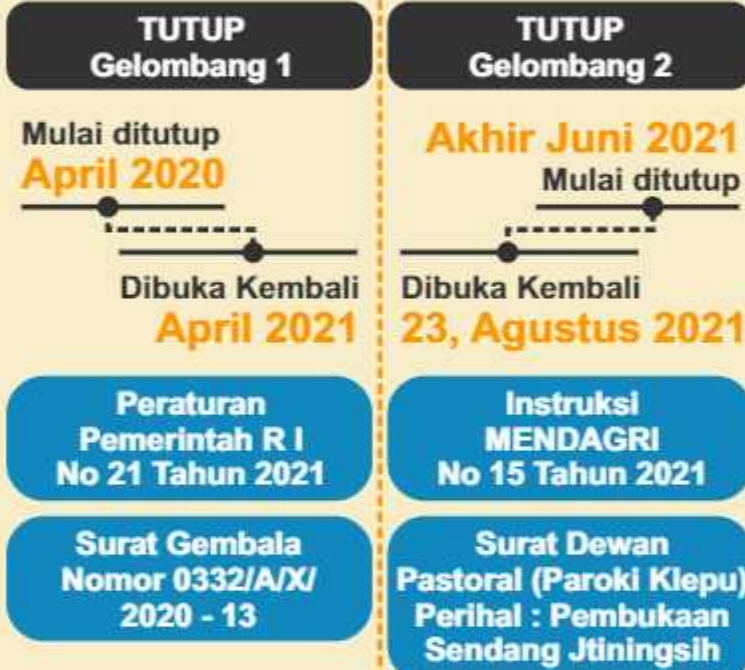 TUTUP
Gelombang 1
Mulai ditutup
April 2020
Dibuka Kembali
April 2021
Peraturan
Pemerintah R I
No 21 Tahun 2021
Surat Gembala
Nomor 0332/A/X/
2020 - 13
TUTUP
Gelombang 2
Akhir Juni 2021
Mulai ditutup
Dibuka Kembali
23, Agustus 2021
Instruksi
MENDAGRI
No 15 Tahun 2021
Surat Dewan
Pastoral (Paroki Klepu)
Perihal : Pembukaan
Sendang Jtiningsih